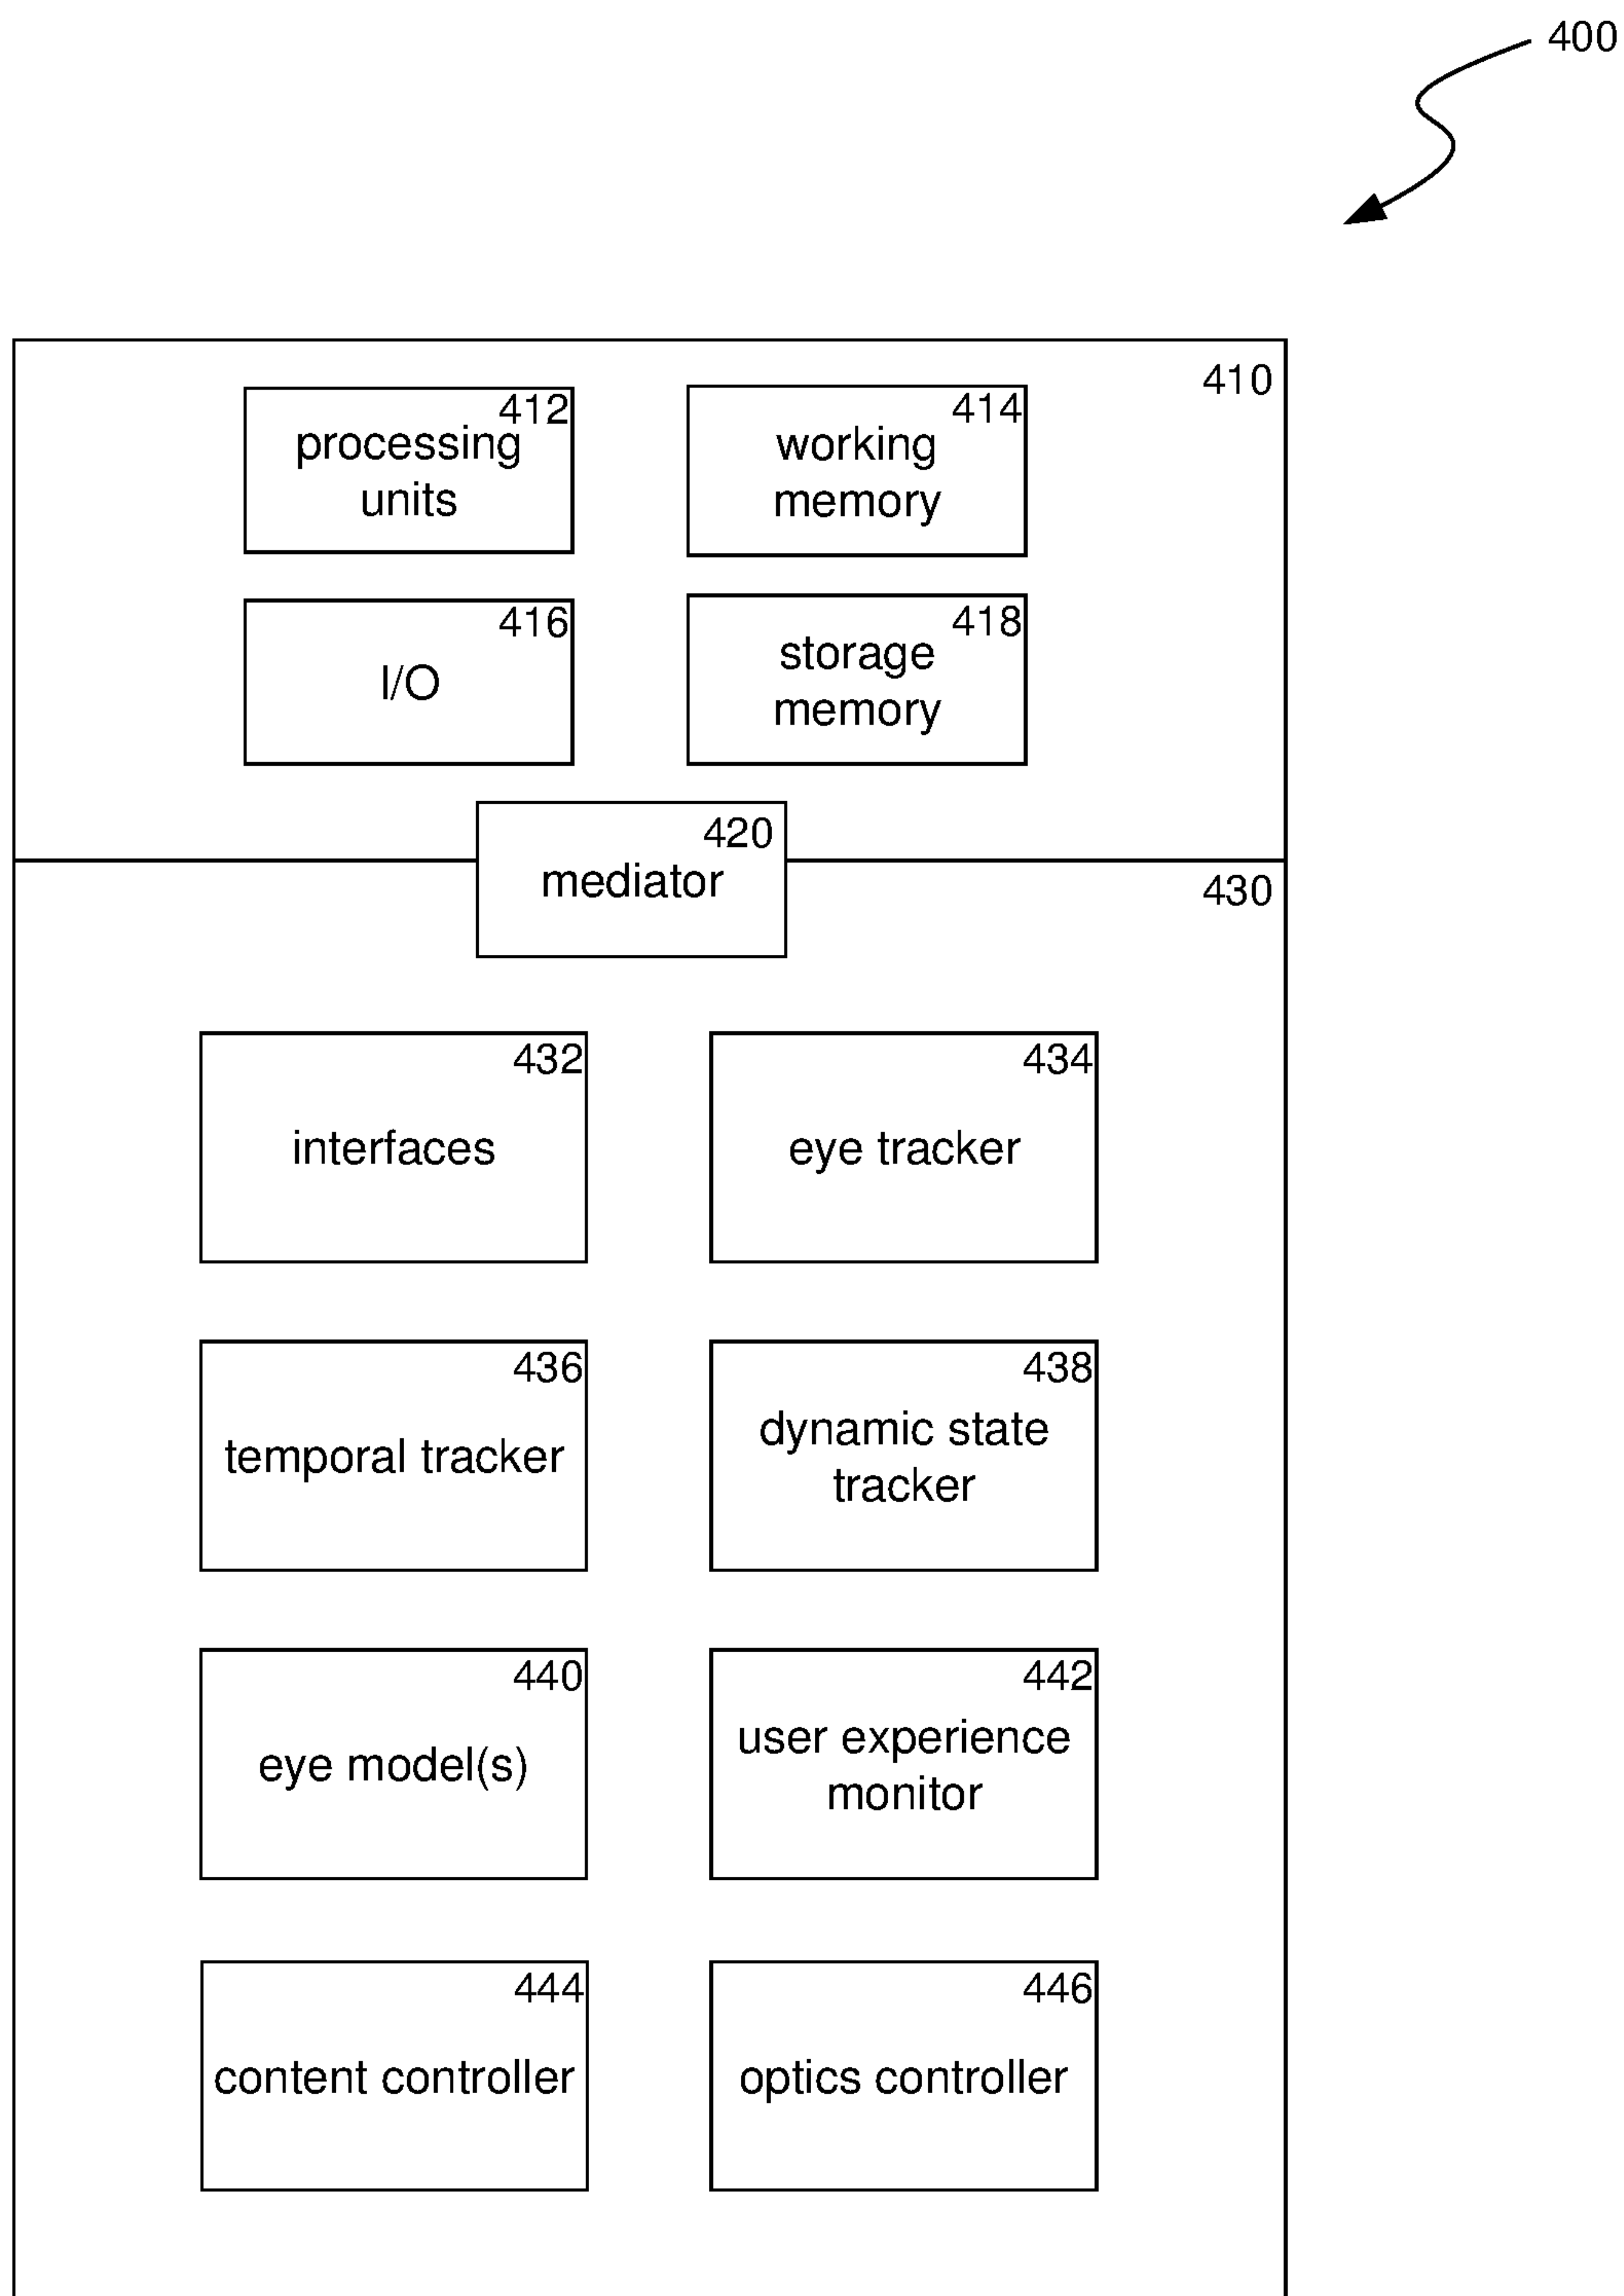 400
410
412
processing
units
414
working
memory
416
I/O
418
storage
memory
420
mediator
430
432
interfaces
434
eye tracker
436
temporal tracker
438
dynamic state
tracker
440
eye model(s)
442
user experience
monitor
444
content controller
446
optics controller